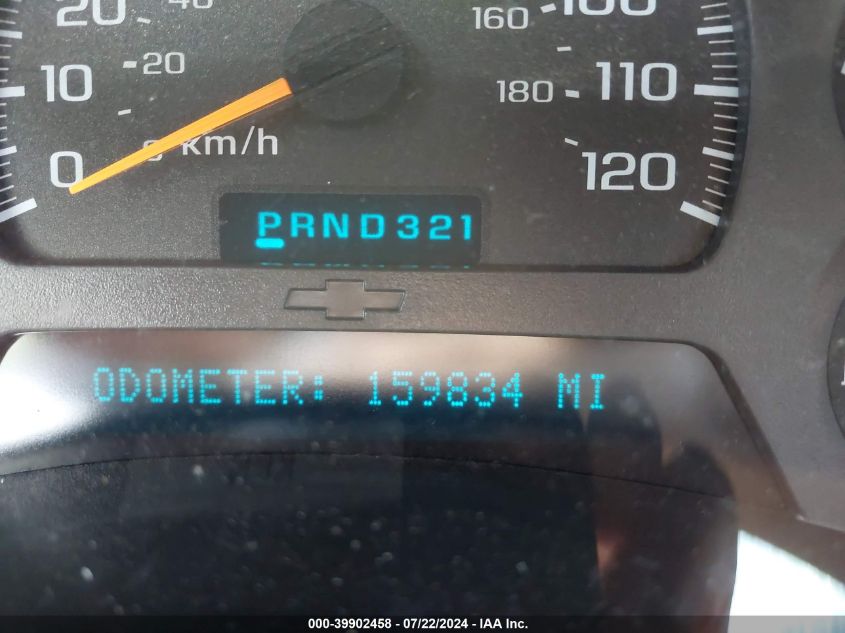 20 40 160 100
10 20 180 110
0 km/h 120
PRND321
ODOMETER: 159834 MI
000-39902458 - 07/22/2024 - IAA Inc.